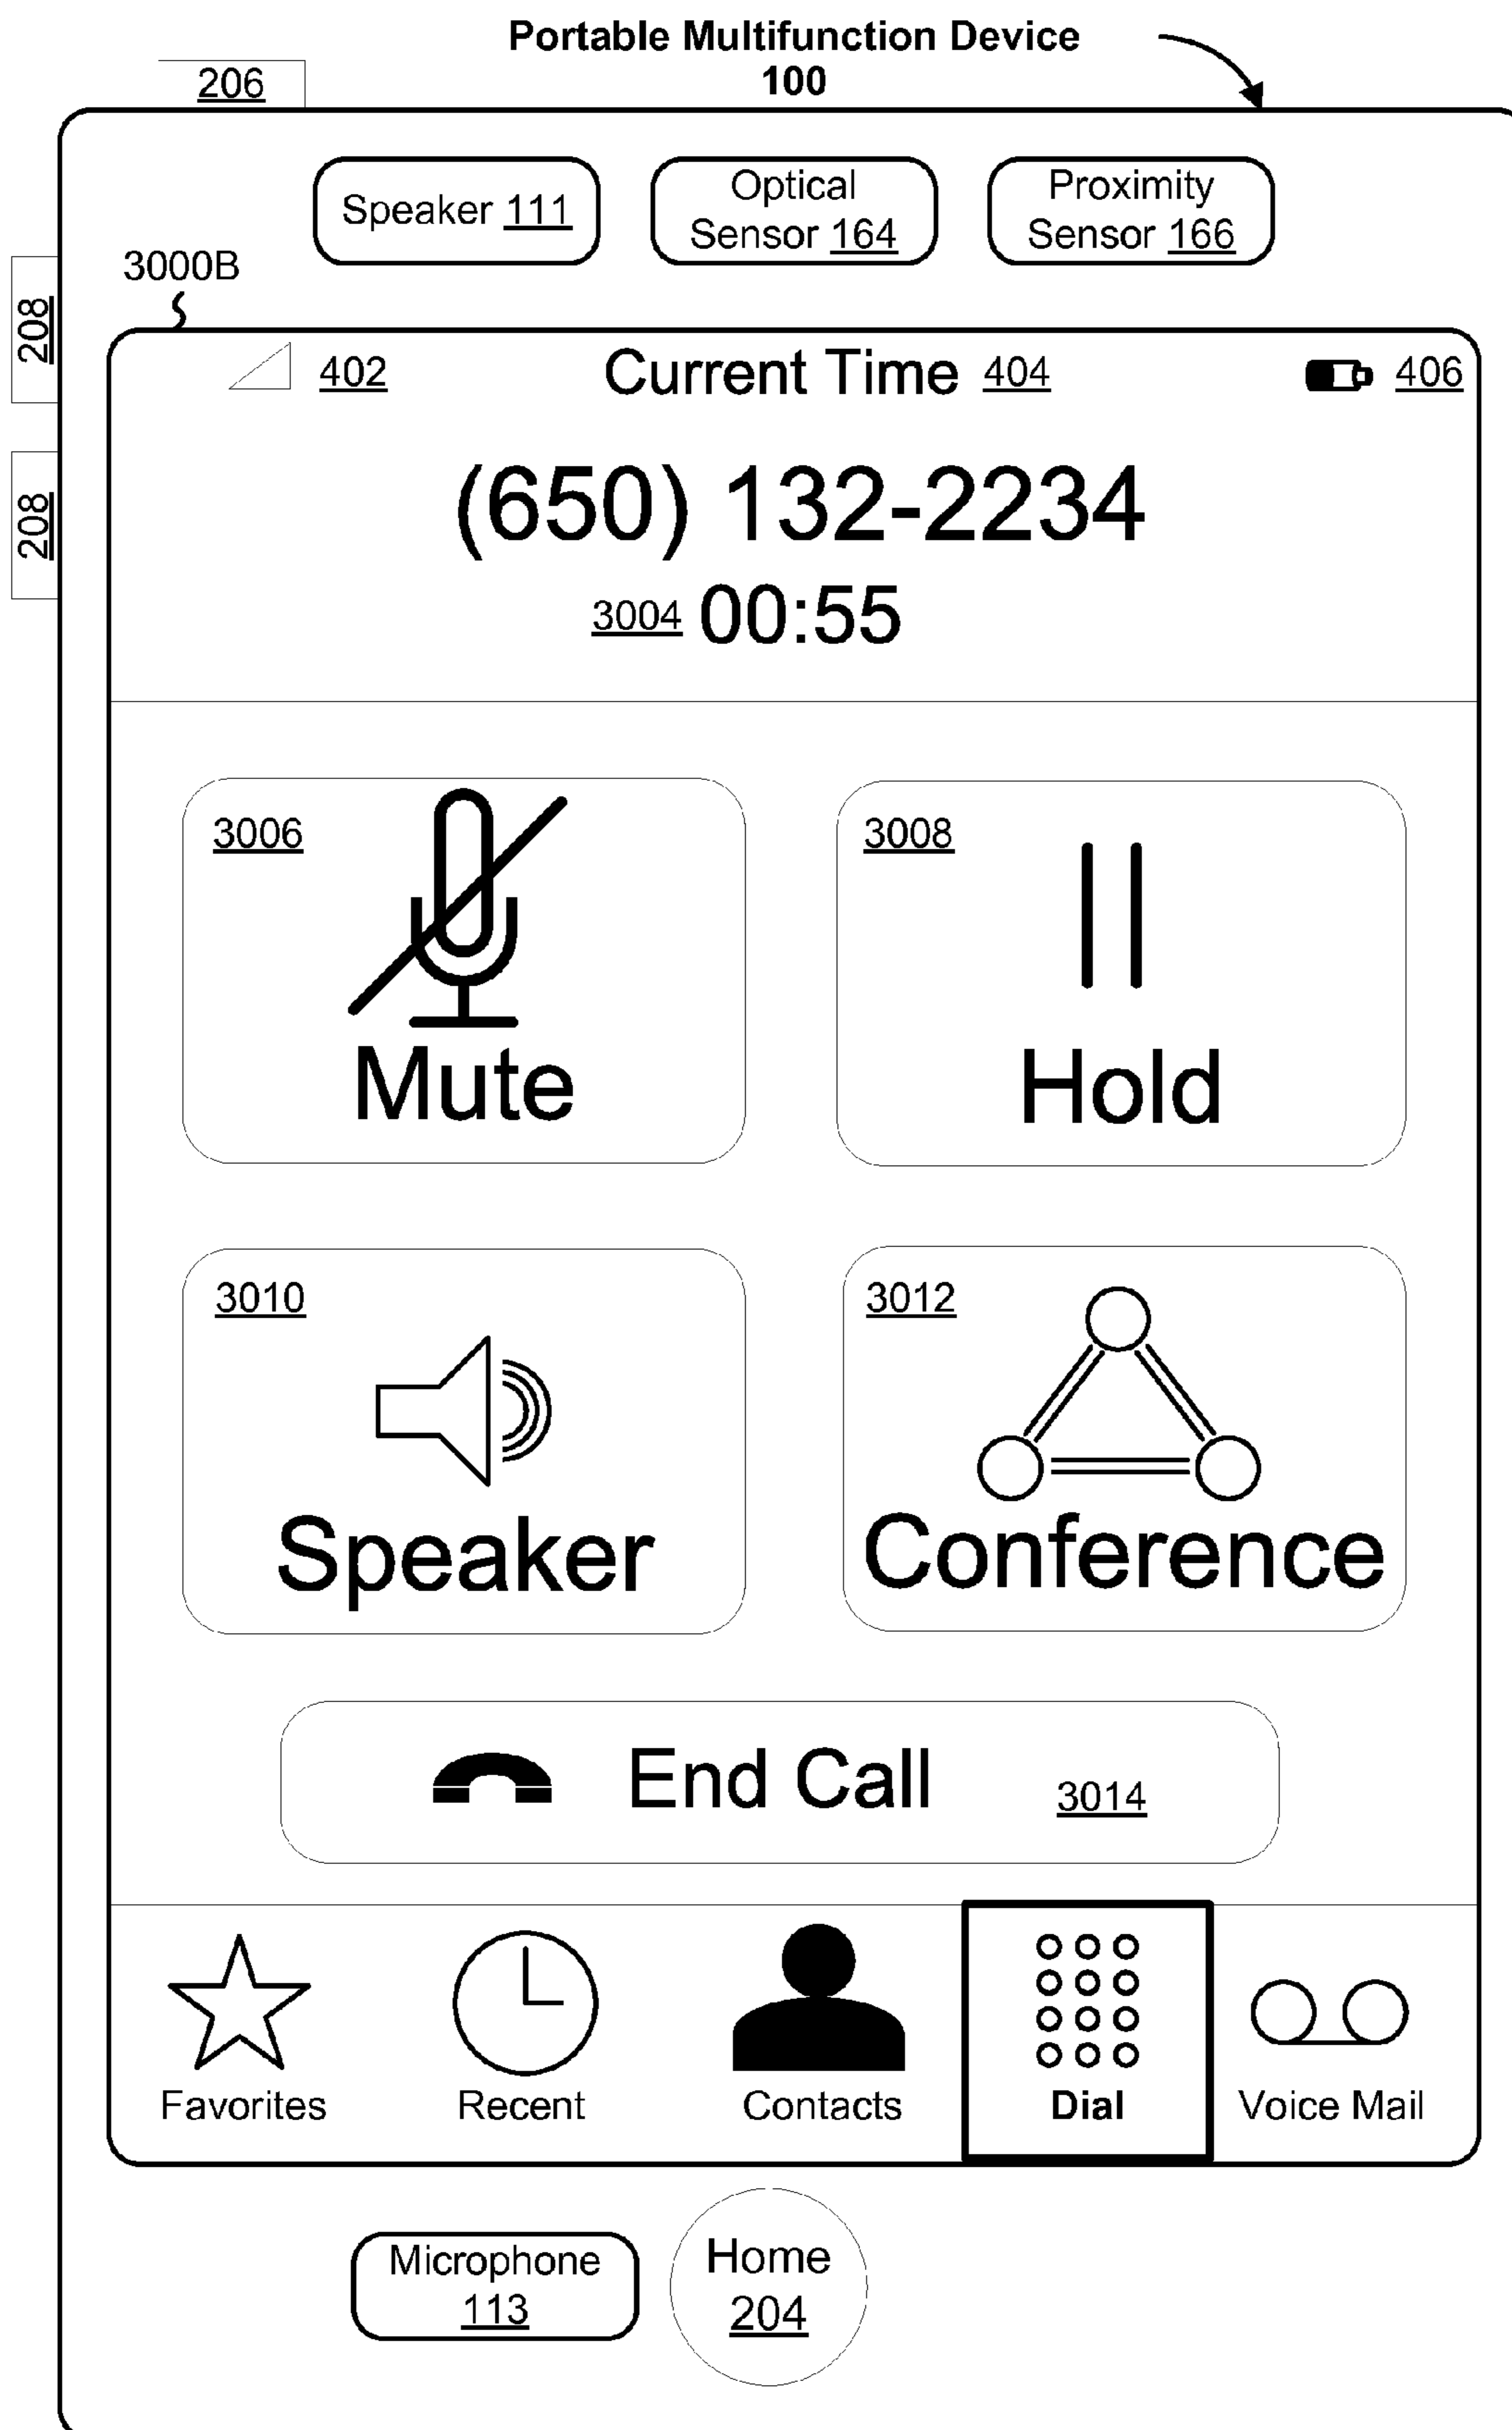 Portable Multifunction Device
100
206
Speaker 111
Optical
Sensor 164
Proximity
Sensor 166
3000B
208
208
402
Current Time 404
406
(650) 132-2234
3004 00:55
3006
Mute
3008
Hold
3010
Speaker
3012
Conference
End Call
3014
Favorites
Recent
Contacts
Dial
Voice Mail
Microphone
113
Home
204